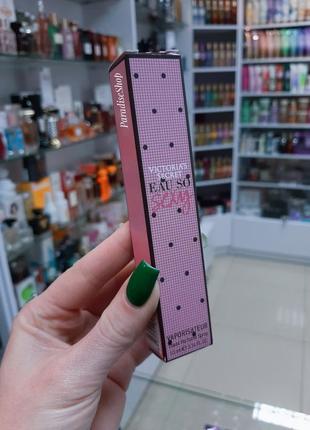 ParadiseShop
VICTORIA'S
SECRET
EAU SO
sexy
VAPORISATEUR